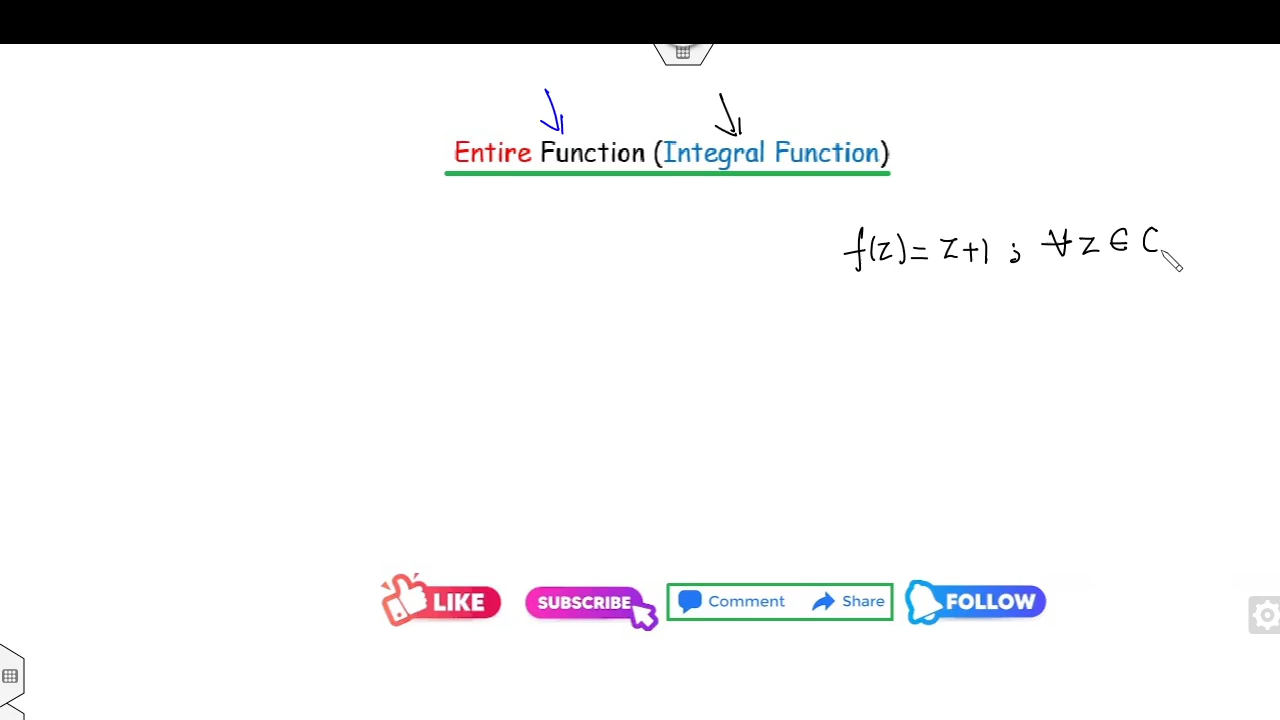 Entire Function (Integral Function)
f(z) = z+1 ; ∀ z ∈ C
LIKE SUBSCRIBE Comment Share FOLLOW